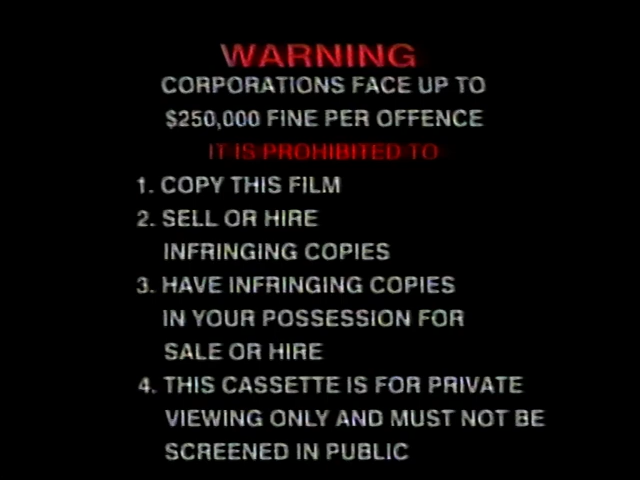 WARNING
CORPORATIONS FACE UP TO
$250,000 FINE PER OFFENCE
IT IS PROHIBITED TO
1. COPY THIS FILM
2. SELL OR HIRE
INFRINGING COPIES
3. HAVE INFRINGING COPIES
IN YOUR POSSESSION FOR
SALE OR HIRE
4. THIS CASSETTE IS FOR PRIVATE
VIEWING ONLY AND MUST NOT BE
SCREENED IN PUBLIC